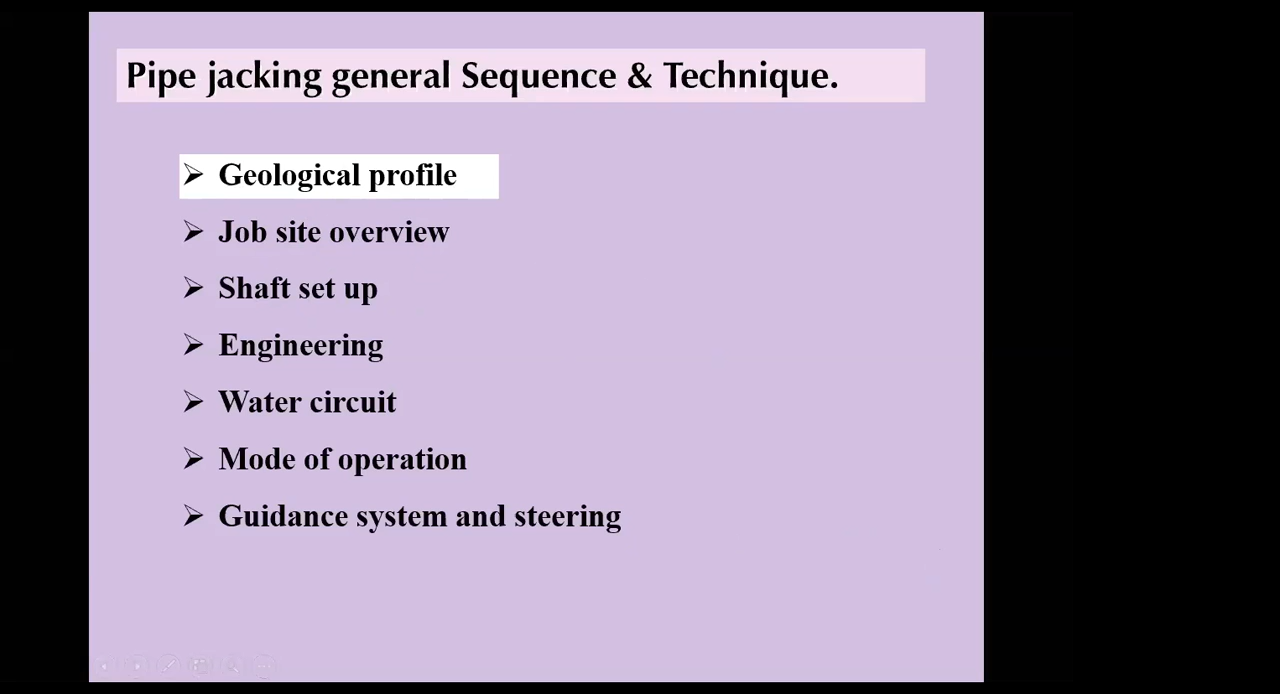 Pipe jacking general Sequence & Technique.
➢ Geological profile
➢ Job site overview
➢ Shaft set up
➢ Engineering
➢ Water circuit
➢ Mode of operation
➢ Guidance system and steering